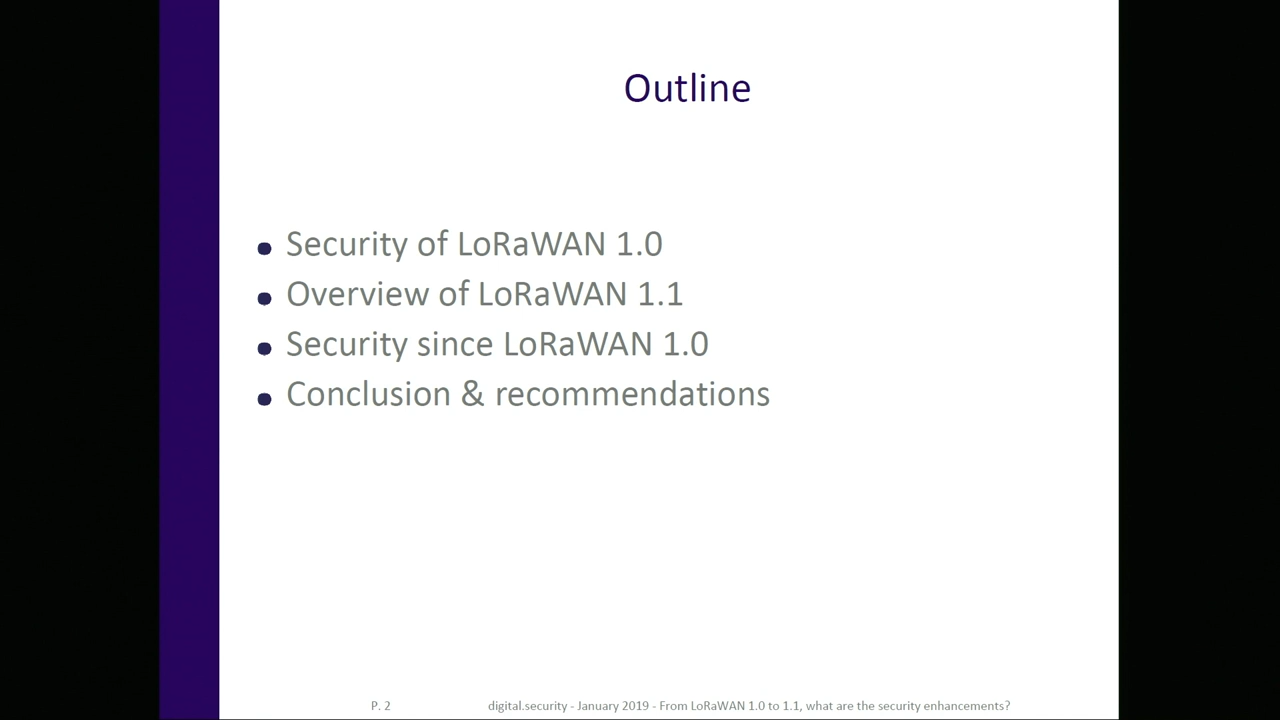 Outline
• Security of LoRaWAN 1.0
• Overview of LoRaWAN 1.1
• Security since LoRaWAN 1.0
• Conclusion & recommendations
P. 2 digital.security - January 2019 - From LoRaWAN 1.0 to 1.1, what are the security enhancements?